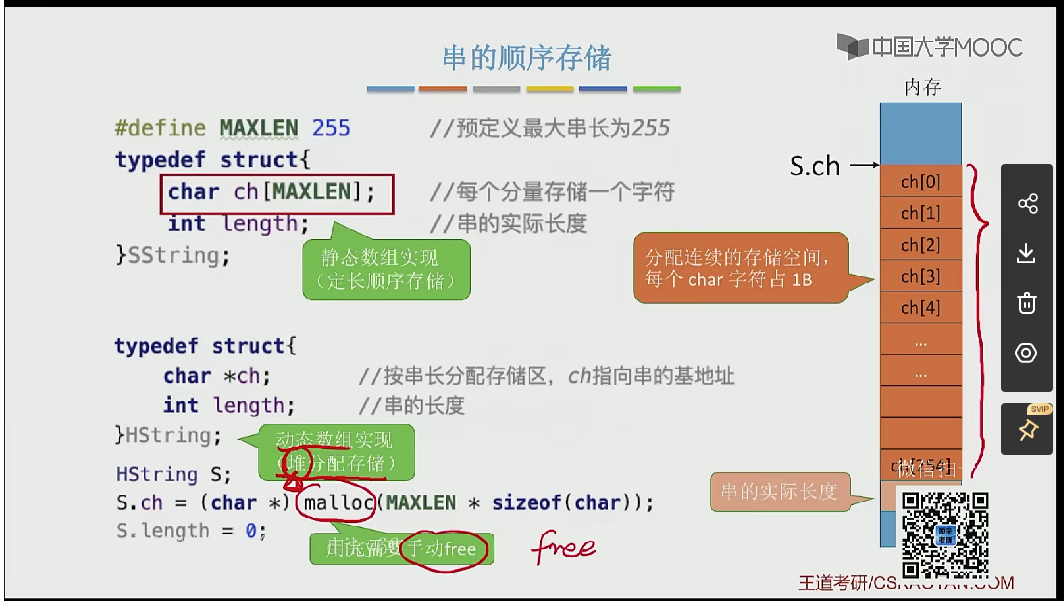 串的顺序存储
中国大学MOOC
#define MAXLEN 255 //预定义最大串长为255
typedef struct{
char ch[MAXLEN]; //每个分量存储一个字符
int length; //串的实际长度
}SString;
静态数组实现
（定长顺序存储）
typedef struct{
char *ch; //按串长分配存储区，ch指向串的基地址
int length; //串的长度
}HString;
动态数组实现
（堆分配存储）
HString S;
S.ch = (char *) malloc(MAXLEN * sizeof(char));
S.length = 0;
用完需要手动free
free
内存
S.ch
ch[0]
ch[1]
ch[2]
ch[3]
ch[4]
...
...
ch[254]
分配连续的存储空间，
每个 char 字符占 1B
串的实际长度
微信扫一
SVIP
王道考研/CSKAOYAN.COM